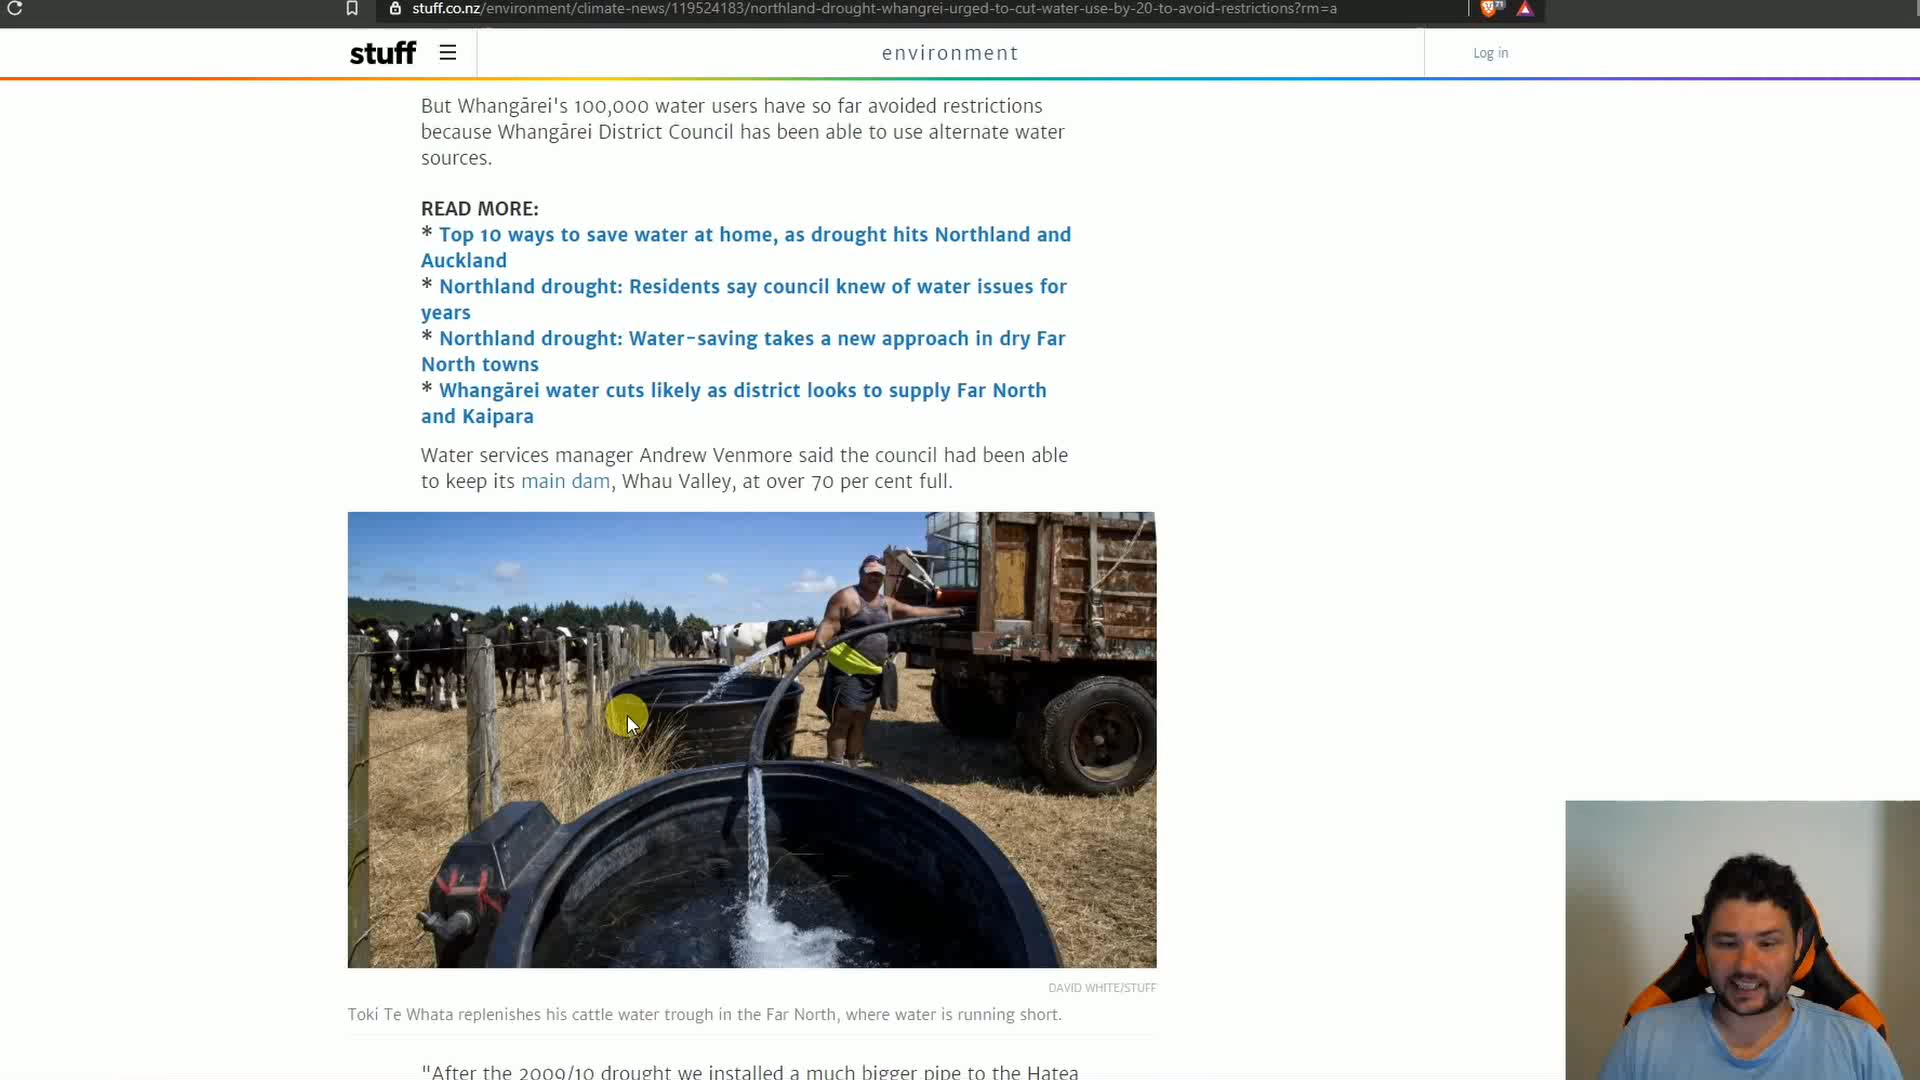 stuff.co.nz/environment/climate-news/119524183/northland-drought-whangrei-urged-to-cut-water-use-by-20-to-avoid-restrictions?rm=a
71
stuff
environment
Log in
But Whangārei's 100,000 water users have so far avoided restrictions
because Whangārei District Council has been able to use alternate water
sources.
READ MORE:
* Top 10 ways to save water at home, as drought hits Northland and
Auckland
* Northland drought: Residents say council knew of water issues for
years
* Northland drought: Water-saving takes a new approach in dry Far
North towns
* Whangārei water cuts likely as district looks to supply Far North
and Kaipara
Water services manager Andrew Venmore said the council had been able
to keep its main dam, Whau Valley, at over 70 per cent full.
DAVID WHITE/STUFF
Toki Te Whata replenishes his cattle water trough in the Far North, where water is running short.
"After the 2009/10 drought we installed a much bigger pipe to the Hatea